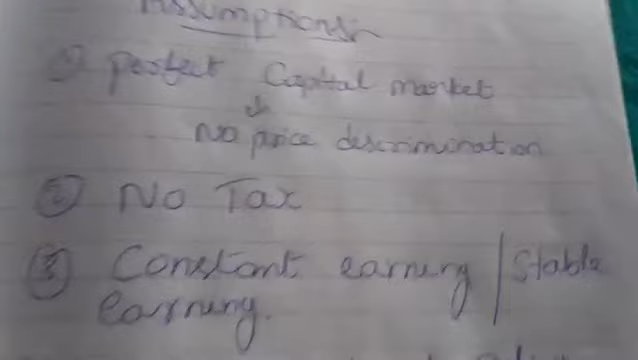 Assumptions
① perfect Capital market
↓
No price discrimination
② No Tax
③ Constant earning / Stable
earning.